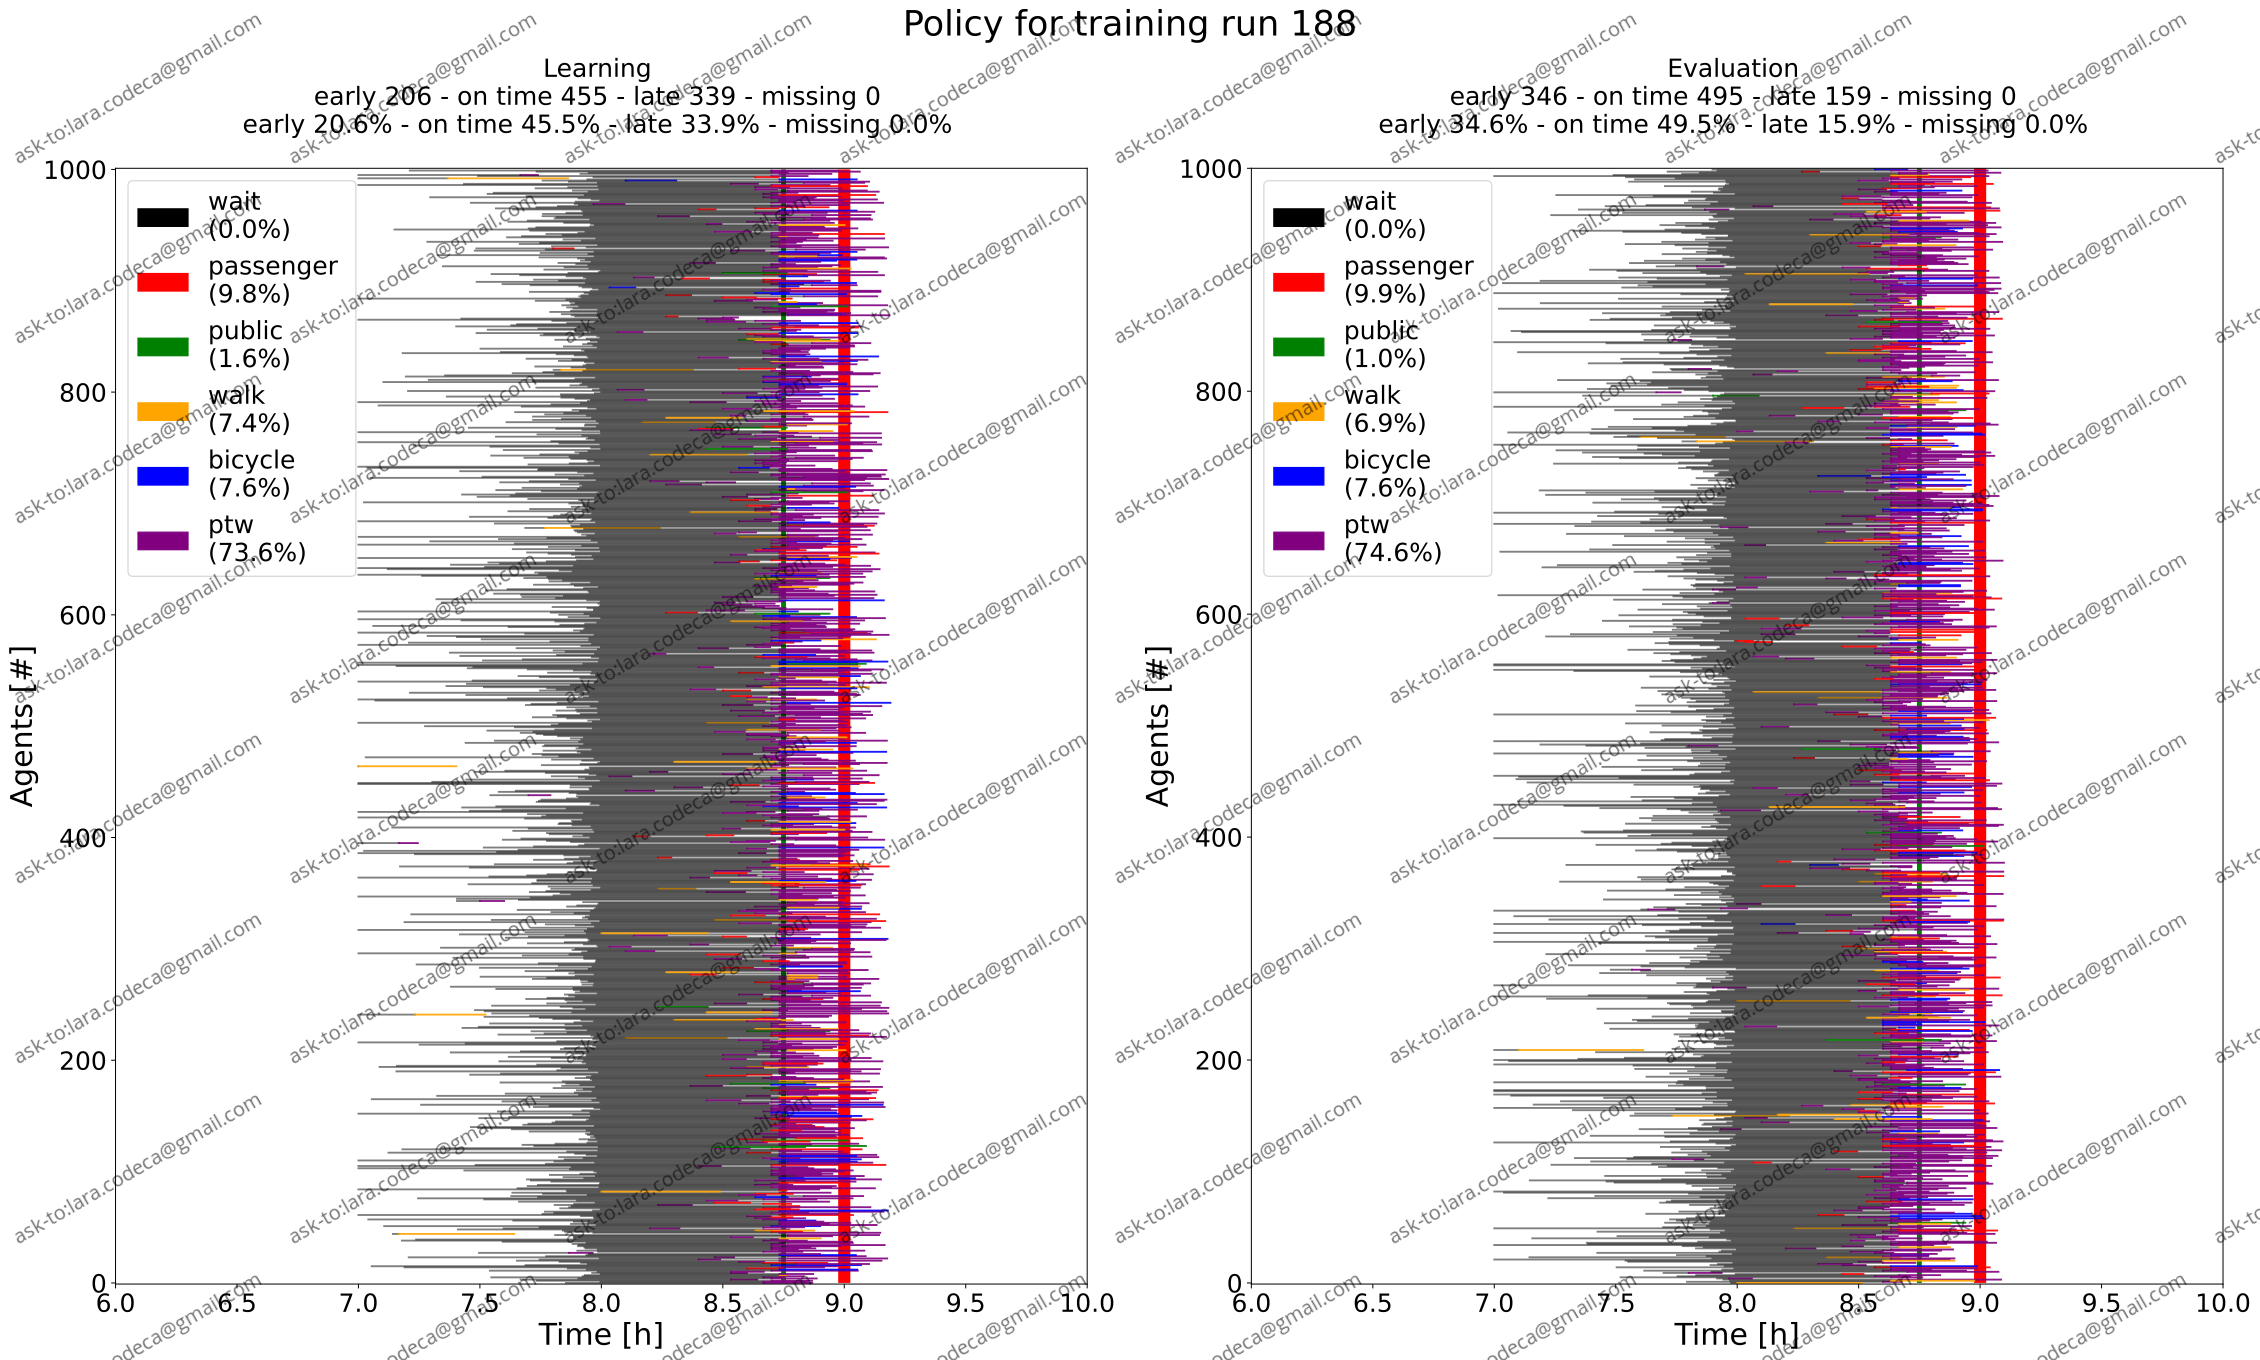 Policy for training run 188
Learning
early 206 - on time 455 - late 339 - missing 0
early 20.6% - on time 45.5% - late 33.9% - missing 0.0%
1000
800
600
400
200
0
Agents [#]
wait
(0.0%)
passenger
(9.8%)
public
(1.6%)
walk
(7.4%)
bicycle
(7.6%)
ptw
(73.6%)
6.0 6.5 7.0 7.5 8.0 8.5 9.0 9.5 10.0
Time [h]
Evaluation
early 346 - on time 495 - late 159 - missing 0
early 34.6% - on time 49.5% - late 15.9% - missing 0.0%
1000
800
600
400
200
0
Agents [#]
wait
(0.0%)
passenger
(9.9%)
public
(1.0%)
walk
(6.9%)
bicycle
(7.6%)
ptw
(74.6%)
6.0 6.5 7.0 7.5 8.0 8.5 9.0 9.5 10.0
Time [h]
ask-to:lara.codeca@gmail.com